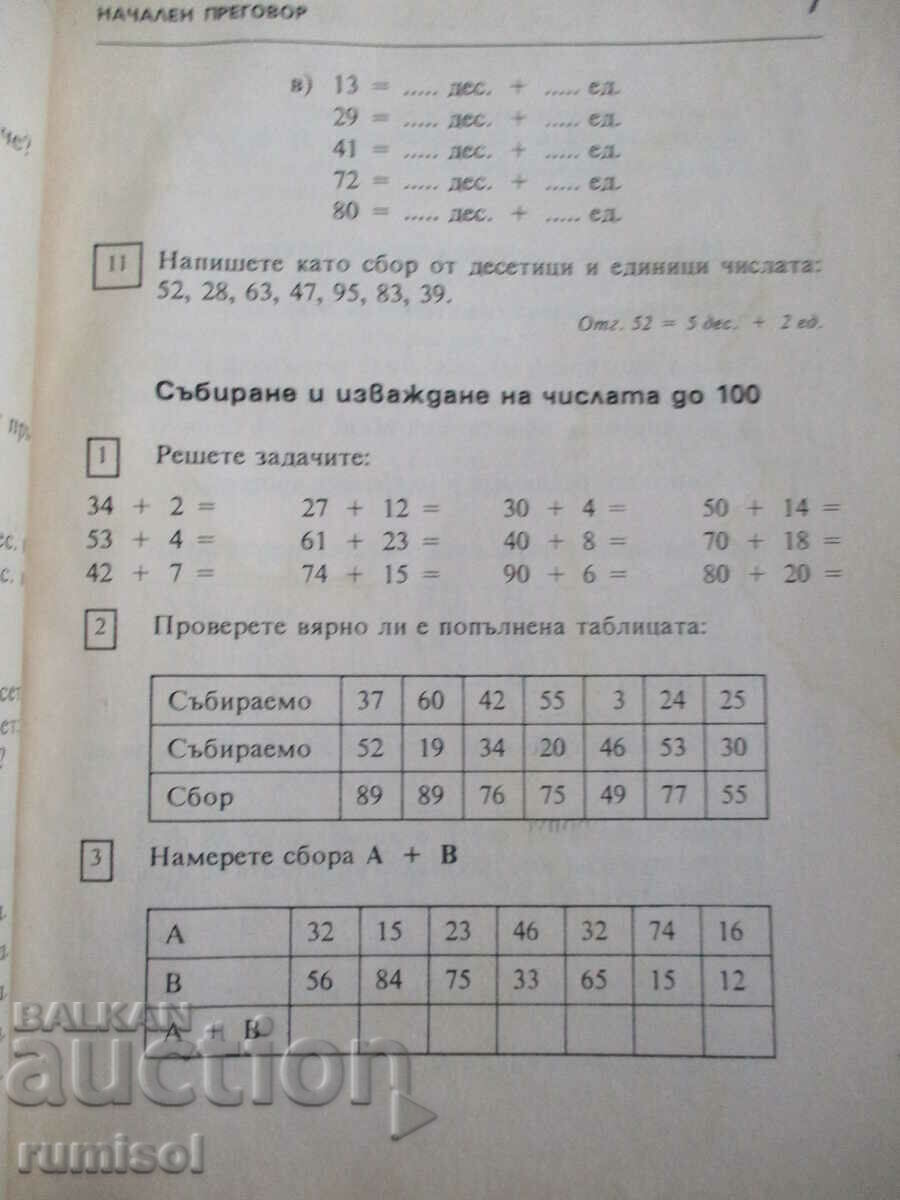 НАЧАЛЕН ПРЕГОВОР 7
в) 13 = ..... дес. + ..... ед.
29 = ..... дес. + ..... ед.
41 = ..... дес. + ..... ед.
72 = ..... дес. + ..... ед.
80 = ..... дес. + ..... ед.
11 Напишете като сбор от десетици и единици числата:
52, 28, 63, 47, 95, 83, 39.
Отг. 52 = 5 дес. + 2 ед.
Събиране и изваждане на числата до 100
1 Решете задачите:
34 + 2 = 27 + 12 = 30 + 4 = 50 + 14 =
53 + 4 = 61 + 23 = 40 + 8 = 70 + 18 =
42 + 7 = 74 + 15 = 90 + 6 = 80 + 20 =
2 Проверете вярно ли е попълнена таблицата:
Събираемо 37 60 42 55 3 24 25
Събираемо 52 19 34 20 46 53 30
Сбор 89 89 76 75 49 77 55
3 Намерете сбора А + В
А 32 15 23 46 32 74 16
В 56 84 75 33 65 15 12
А + В
BALKAN
auction
rumisol